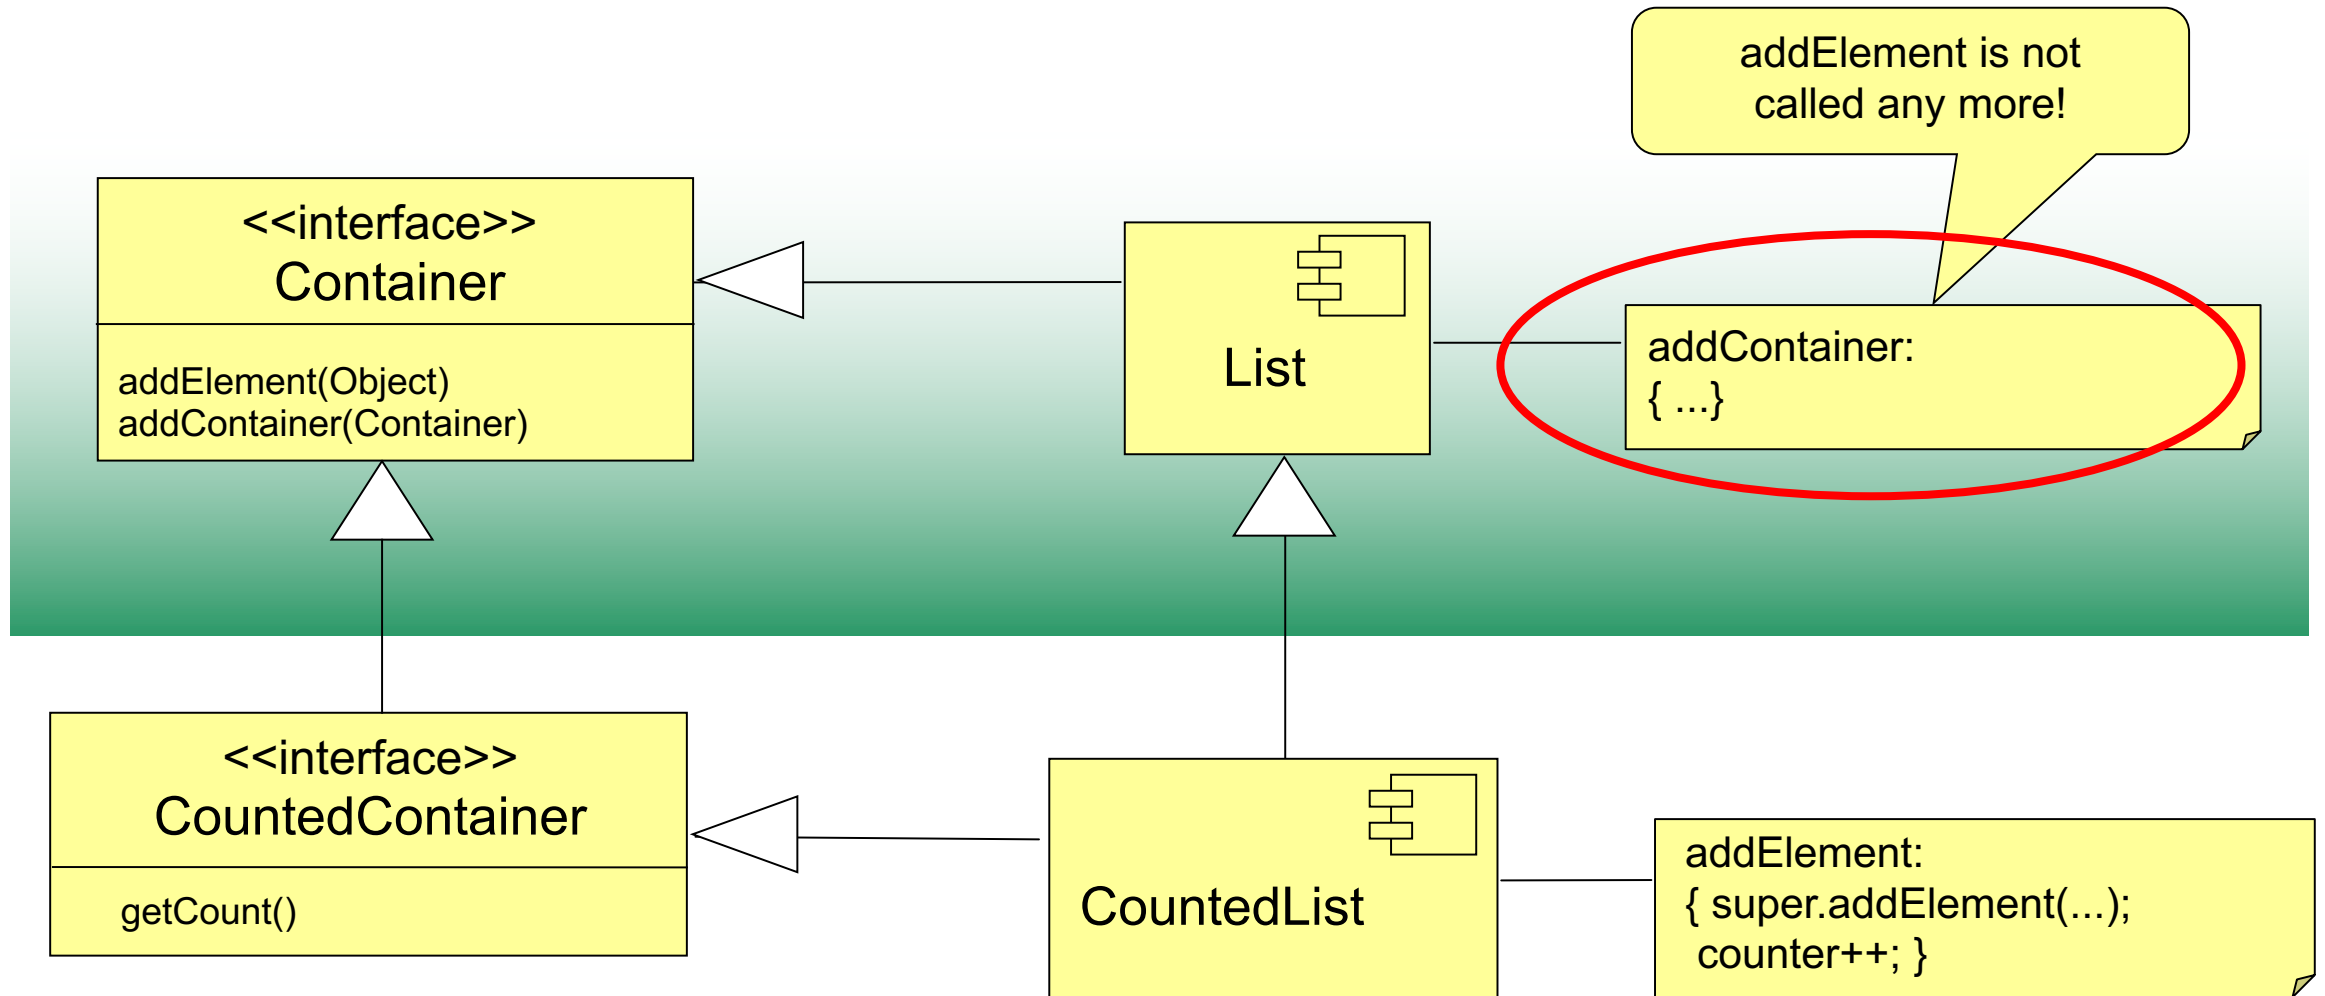 addElement is not
called any more!
<<interface>>
Container
addElement(Object)
addContainer(Container)
List
addContainer:
{ ...}
<<interface>>
CountedContainer
getCount()
CountedList
addElement:
{ super.addElement(...);
counter++; }